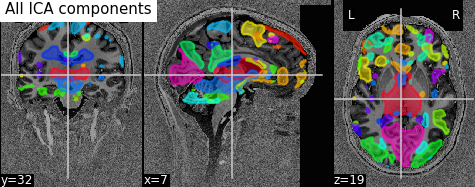 All ICA components
L R
y=32 x=7 z=19